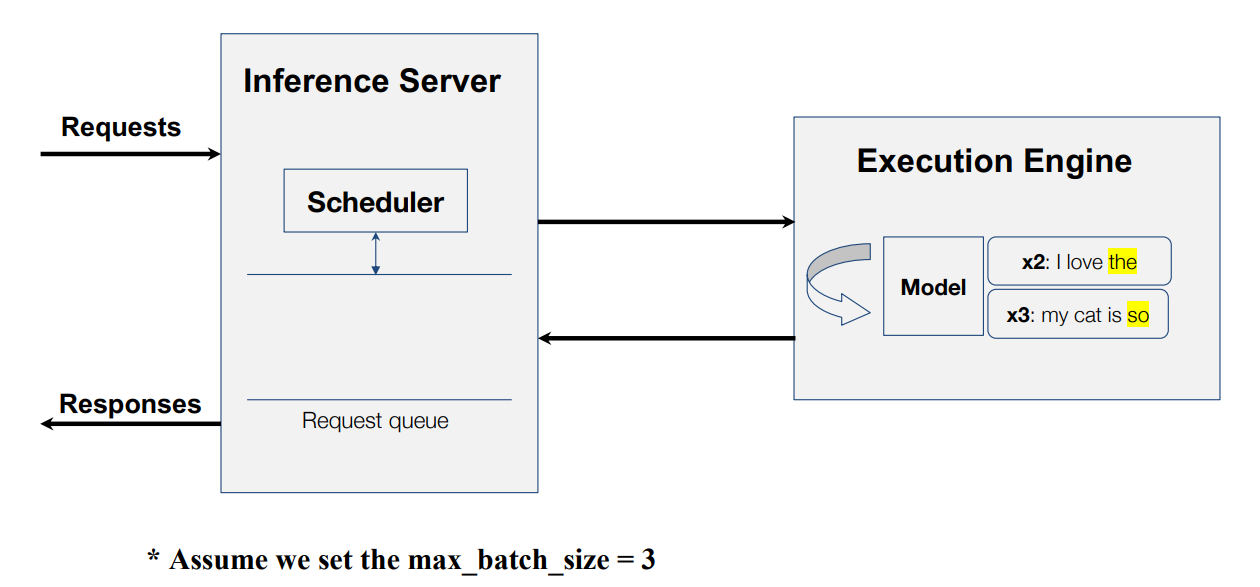 Inference Server
Requests
Scheduler
Request queue
Responses
Execution Engine
Model
x2: I love the
x3: my cat is so
* Assume we set the max_batch_size = 3